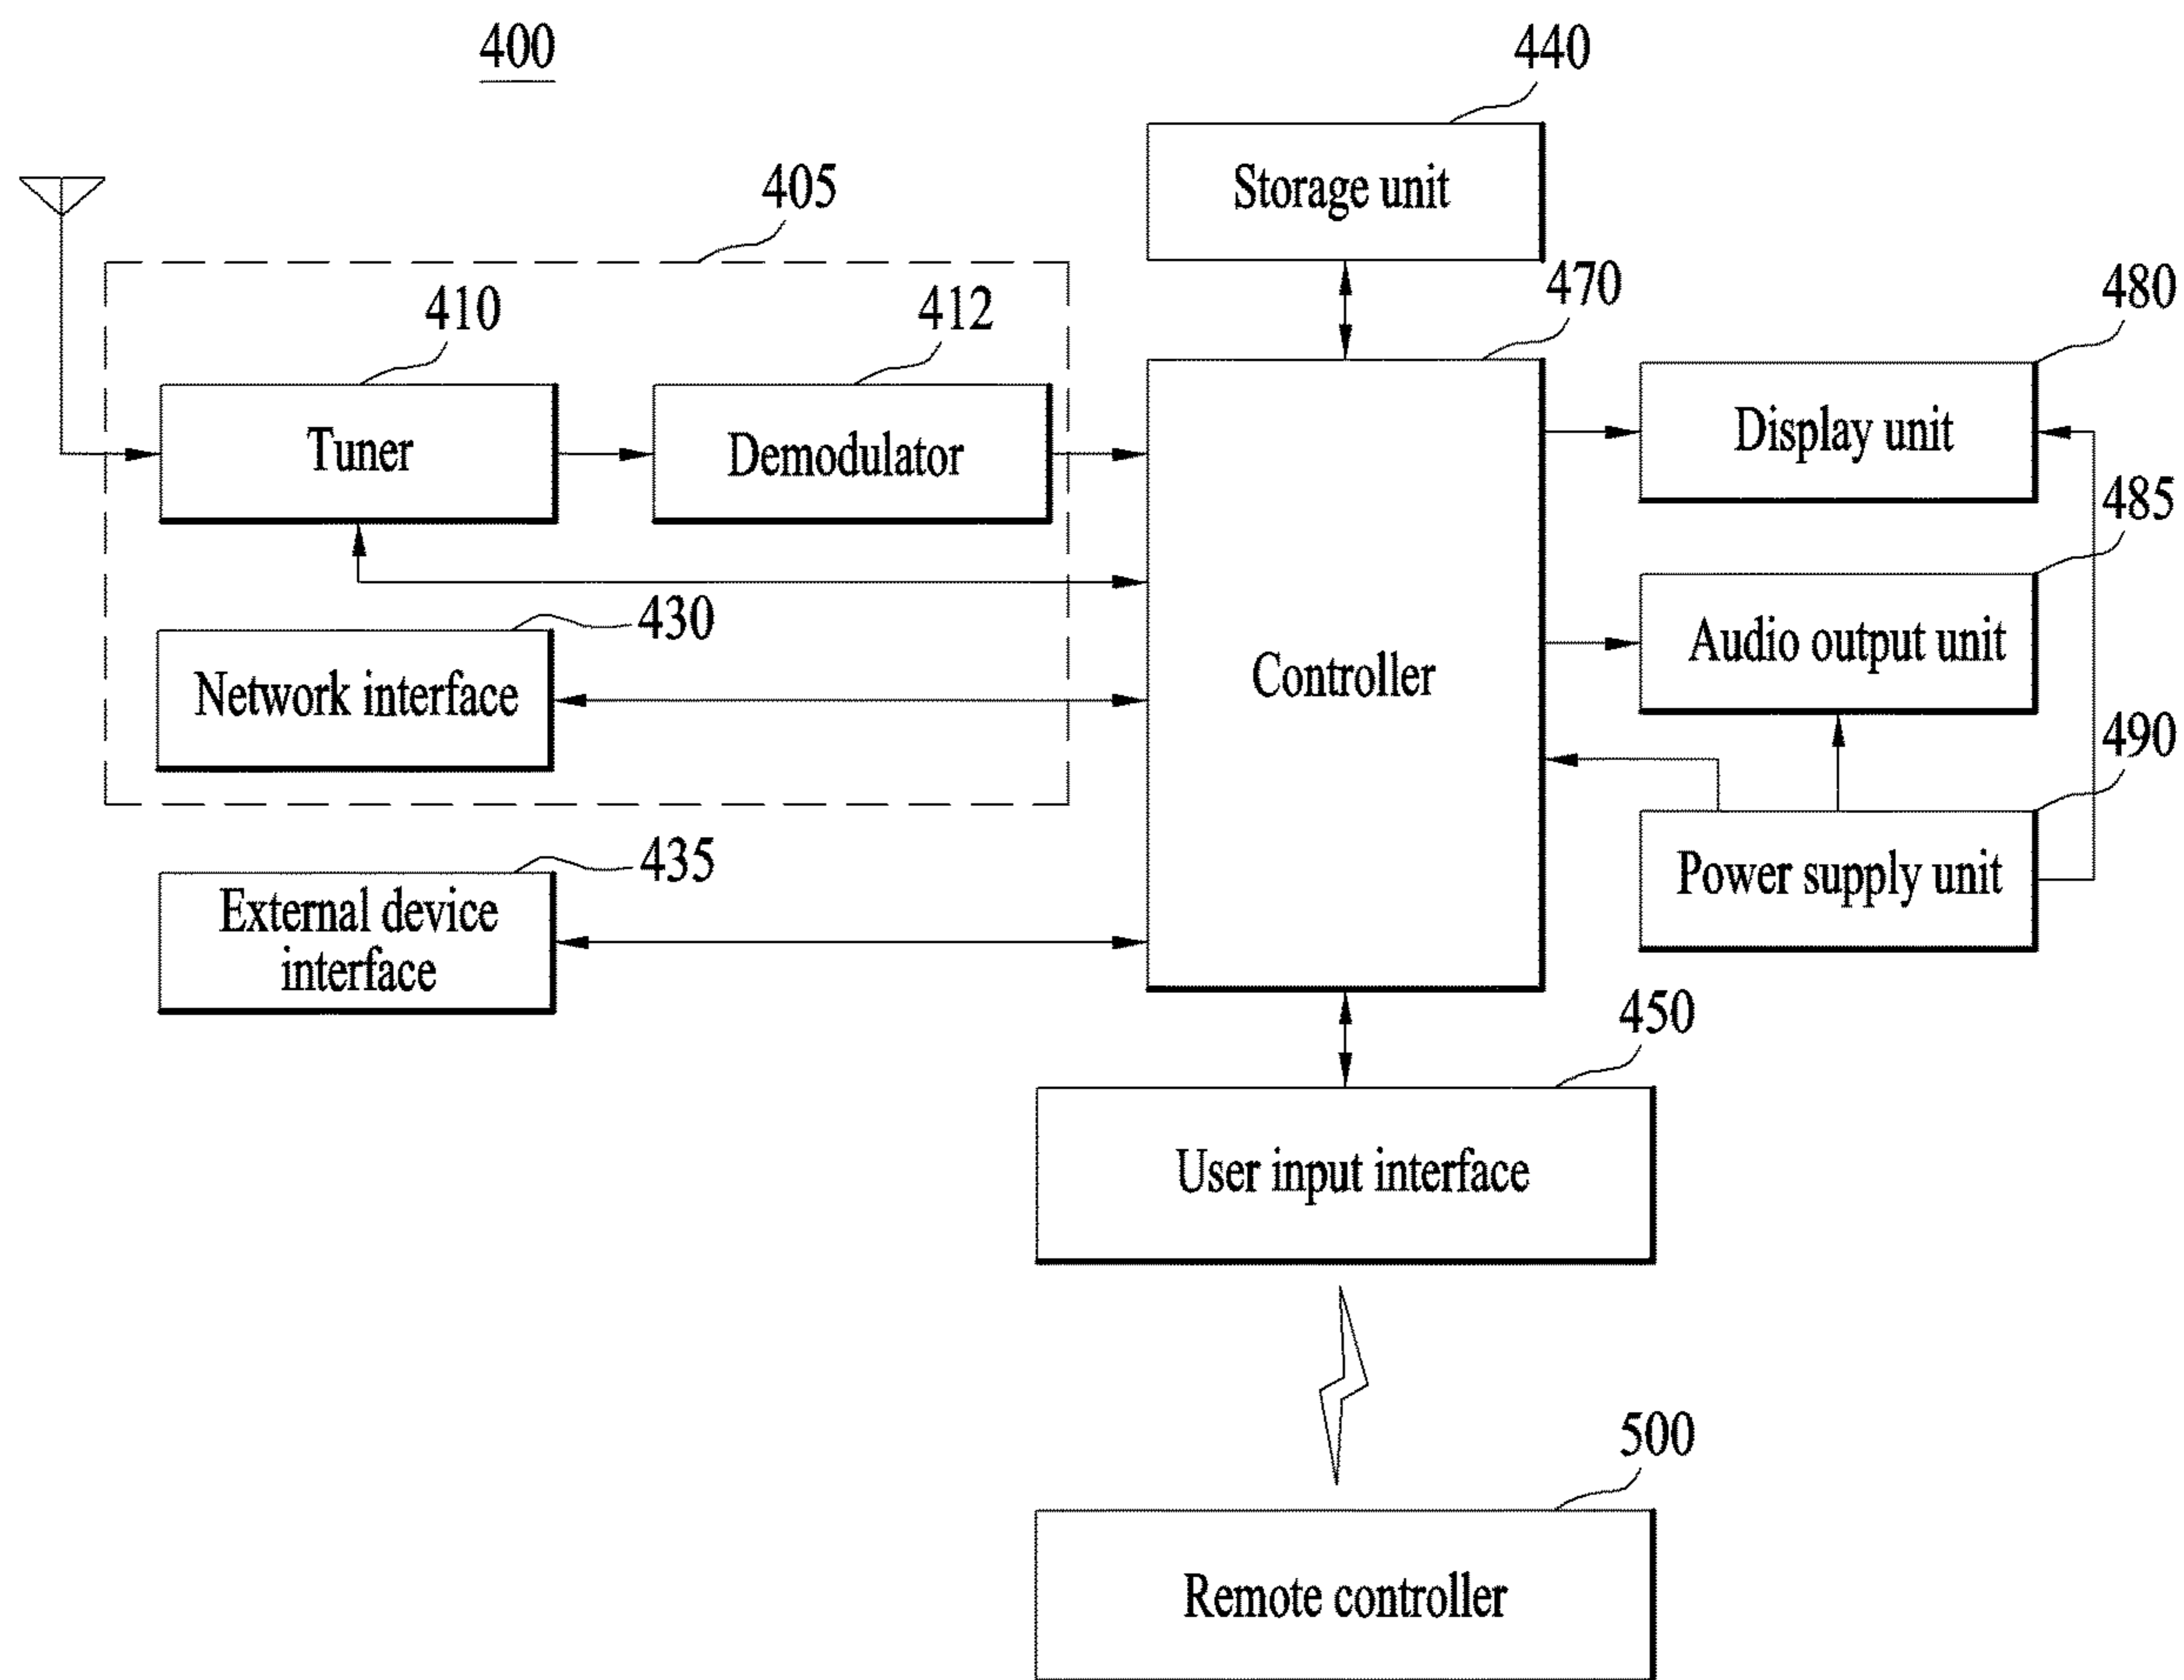 400
440
Storage unit
405
470
480
410
412
Tuner
Demodulator
Display unit
485
430
Network interface
Controller
Audio output unit
490
435
External device
interface
Power supply unit
450
User input interface
500
Remote controller